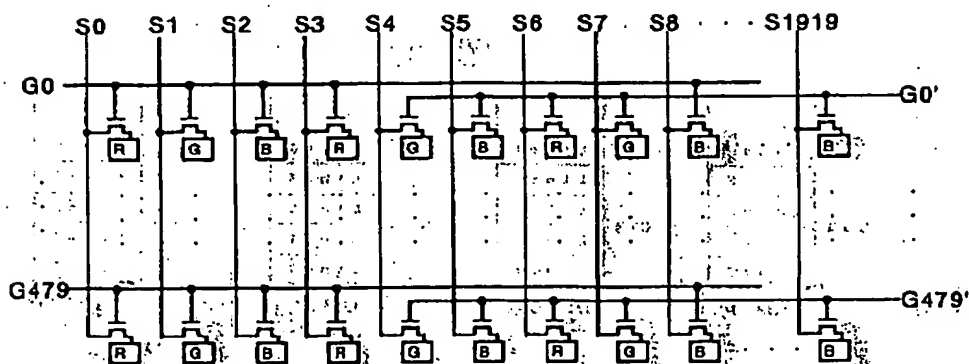 S0 S1 S2 S3 S4 S5 S6 S7 S8 S1919
G0
G0'
R G B R G B R G B B
G479
G479'
R G B R G B R G B B